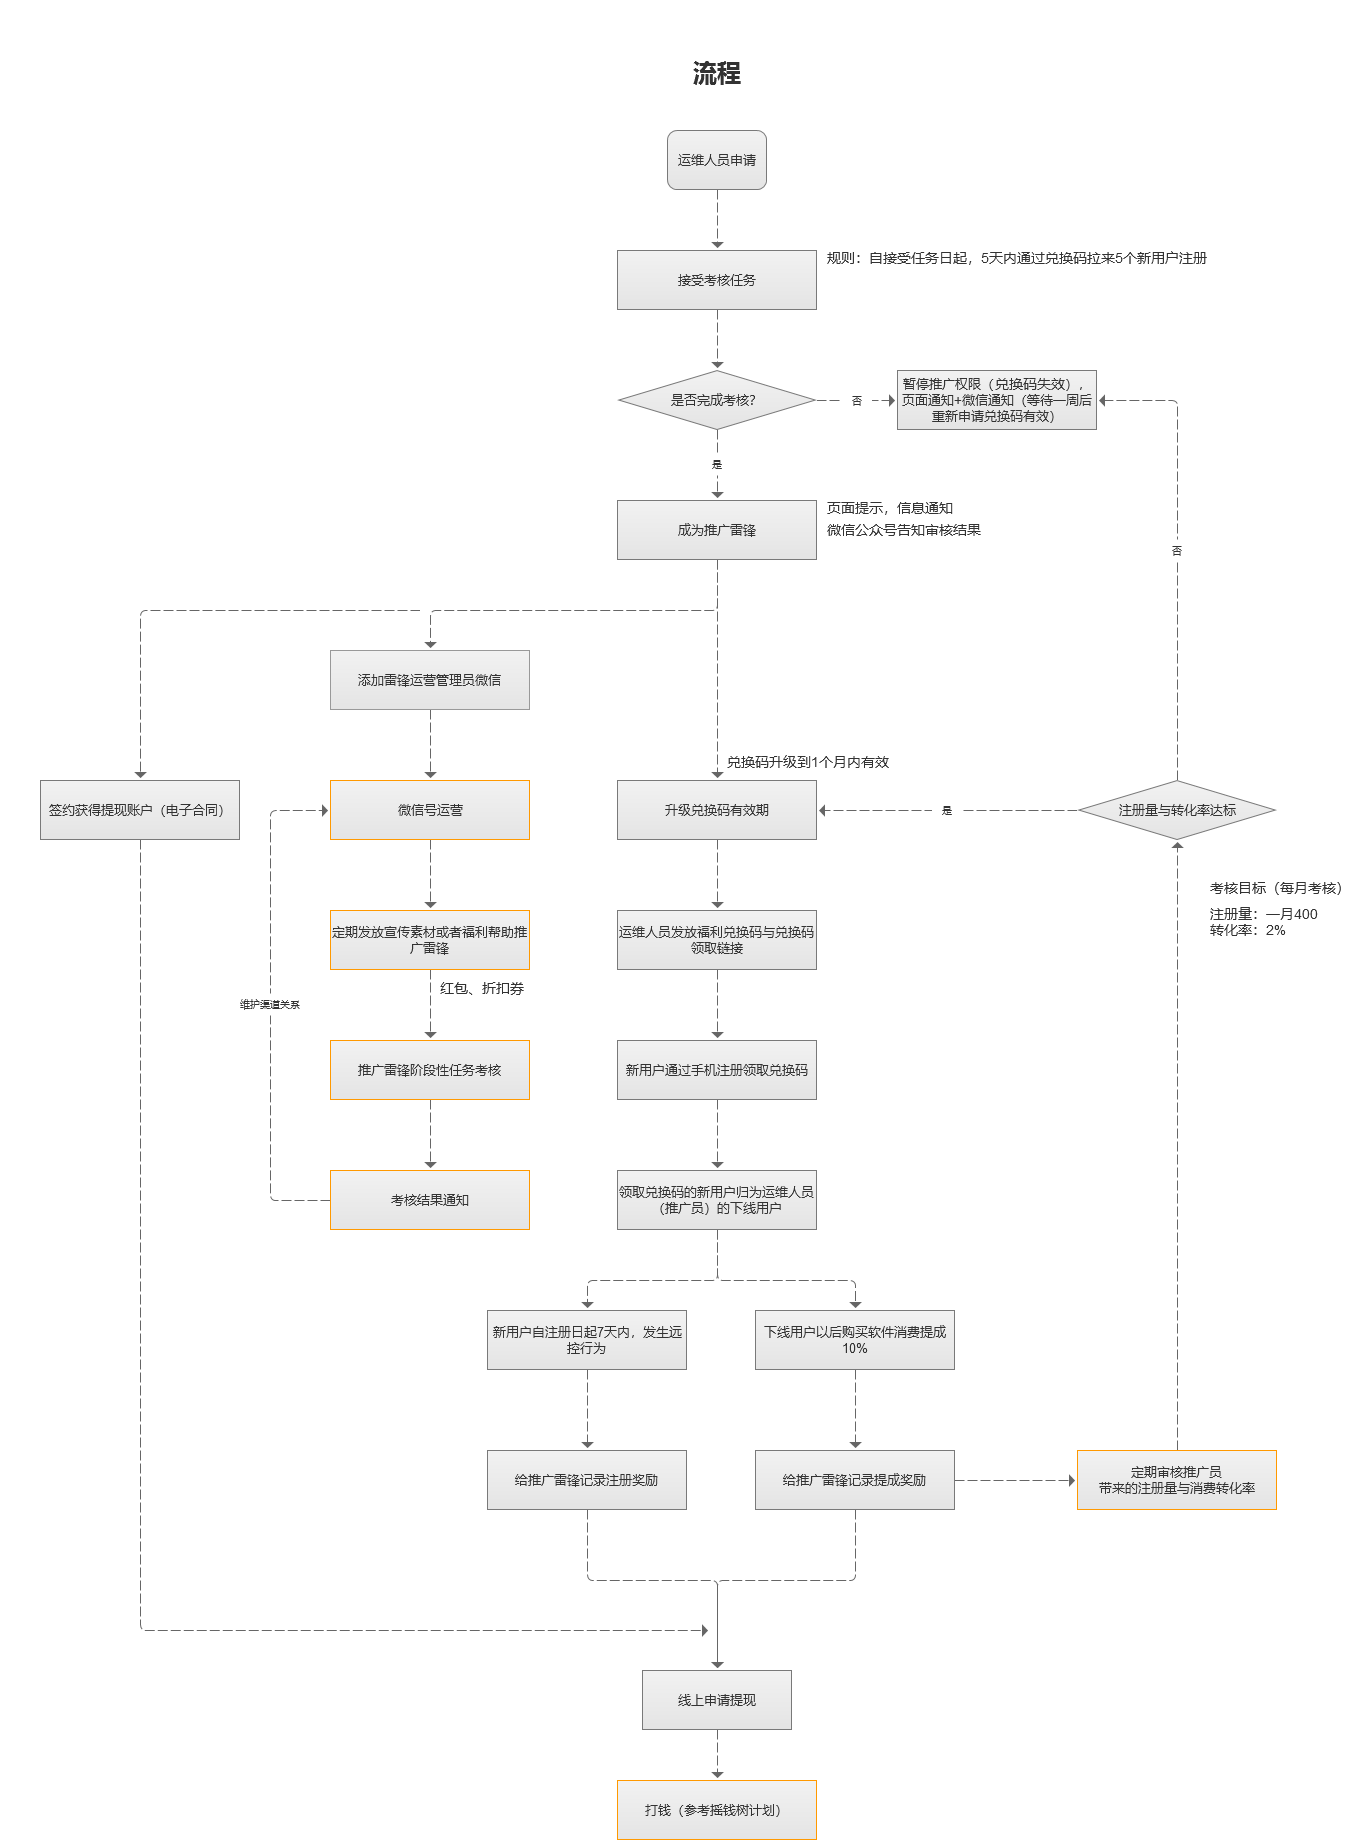 流程
运维人员申请
接受考核任务
规则：自接受任务日起，5天内通过兑换码拉来5个新用户注册
是否完成考核？
否
暂停推广权限（兑换码失效），
页面通知+微信通知（等待一周后
重新申请兑换码有效）
是
成为推广雷锋
页面提示，信息通知
微信公众号告知审核结果
否
添加雷锋运营管理员微信
兑换码升级到1个月内有效
签约获得提现账户（电子合同）
微信号运营
升级兑换码有效期
是
注册量与转化率达标
考核目标（每月考核）
注册量：一月400
转化率：2%
定期发放宣传素材或者福利帮助推
广雷锋
运维人员发放福利兑换码与兑换码
领取链接
红包、折扣券
维护渠道关系
推广雷锋阶段性任务考核
新用户通过手机注册领取兑换码
考核结果通知
领取兑换码的新用户归为运维人员
（推广员）的下线用户
新用户自注册日起7天内，发生远
控行为
下线用户以后购买软件消费提成
10%
给推广雷锋记录注册奖励
给推广雷锋记录提成奖励
定期审核推广员
带来的注册量与消费转化率
线上申请提现
打钱（参考摇钱树计划）